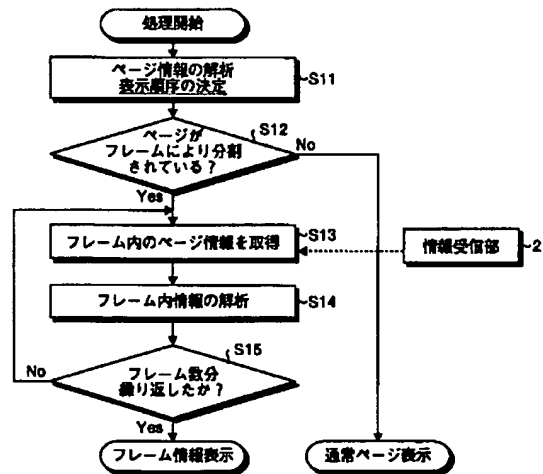 処理開始
ページ情報の解析
表示順序の決定
S11
S12
ページが
フレームにより分割
されている？
No
Yes
フレーム内のページ情報を取得
S13
情報受信部
2
フレーム内情報の解析
S14
S15
フレーム数分
繰り返したか？
No
Yes
フレーム情報表示
通常ページ表示